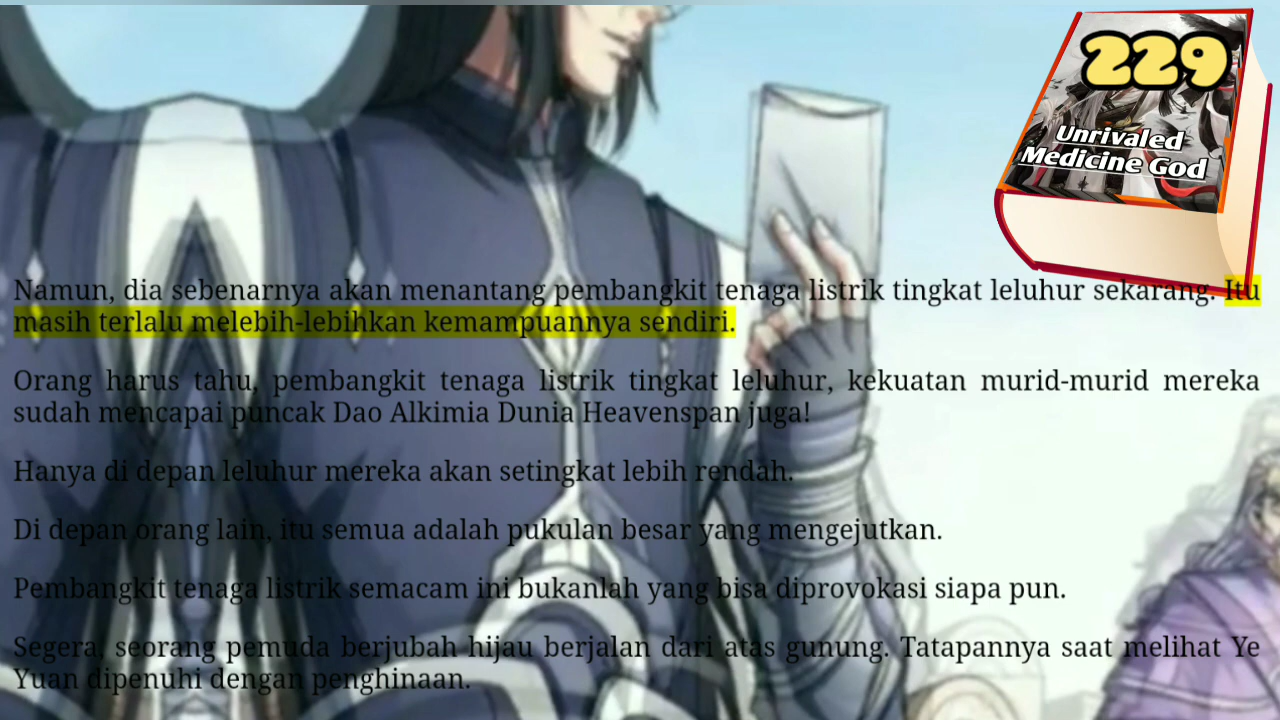 229
Unrivaled
Medicine God
Namun, dia sebenarnya akan menantang pembangkit tenaga listrik tingkat leluhur sekarang. Itu
masih terlalu melebih-lebihkan kemampuannya sendiri.
Orang harus tahu, pembangkit tenaga listrik tingkat leluhur, kekuatan murid-murid mereka
sudah mencapai puncak Dao Alkimia Dunia Heavenspan juga!
Hanya di depan leluhur mereka akan setingkat lebih rendah.
Di depan orang lain, itu semua adalah pukulan besar yang mengejutkan.
Pembangkit tenaga listrik semacam ini bukanlah yang bisa diprovokasi siapa pun.
Segera, seorang pemuda berjubah hijau berjalan dari atas gunung. Tatapannya saat melihat Ye
Yuan dipenuhi dengan penghinaan.